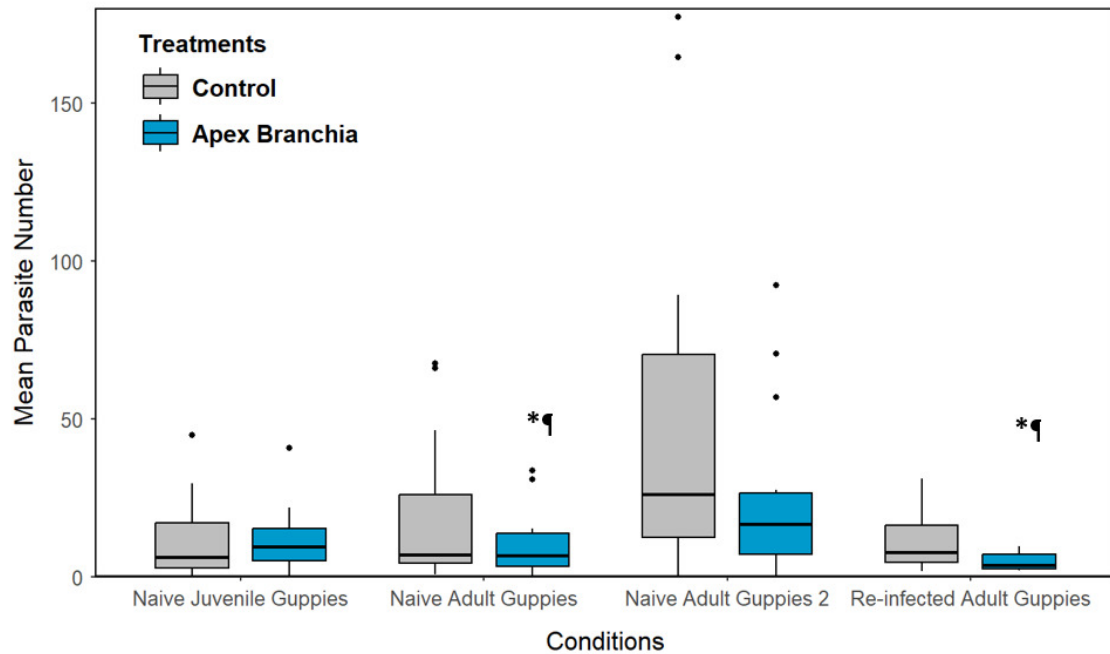 Treatments
Control
Apex Branchia
Mean Parasite Number
150
100
50
0
*¶
*¶
Naive Juvenile Guppies
Naive Adult Guppies
Naive Adult Guppies 2
Re-infected Adult Guppies
Conditions